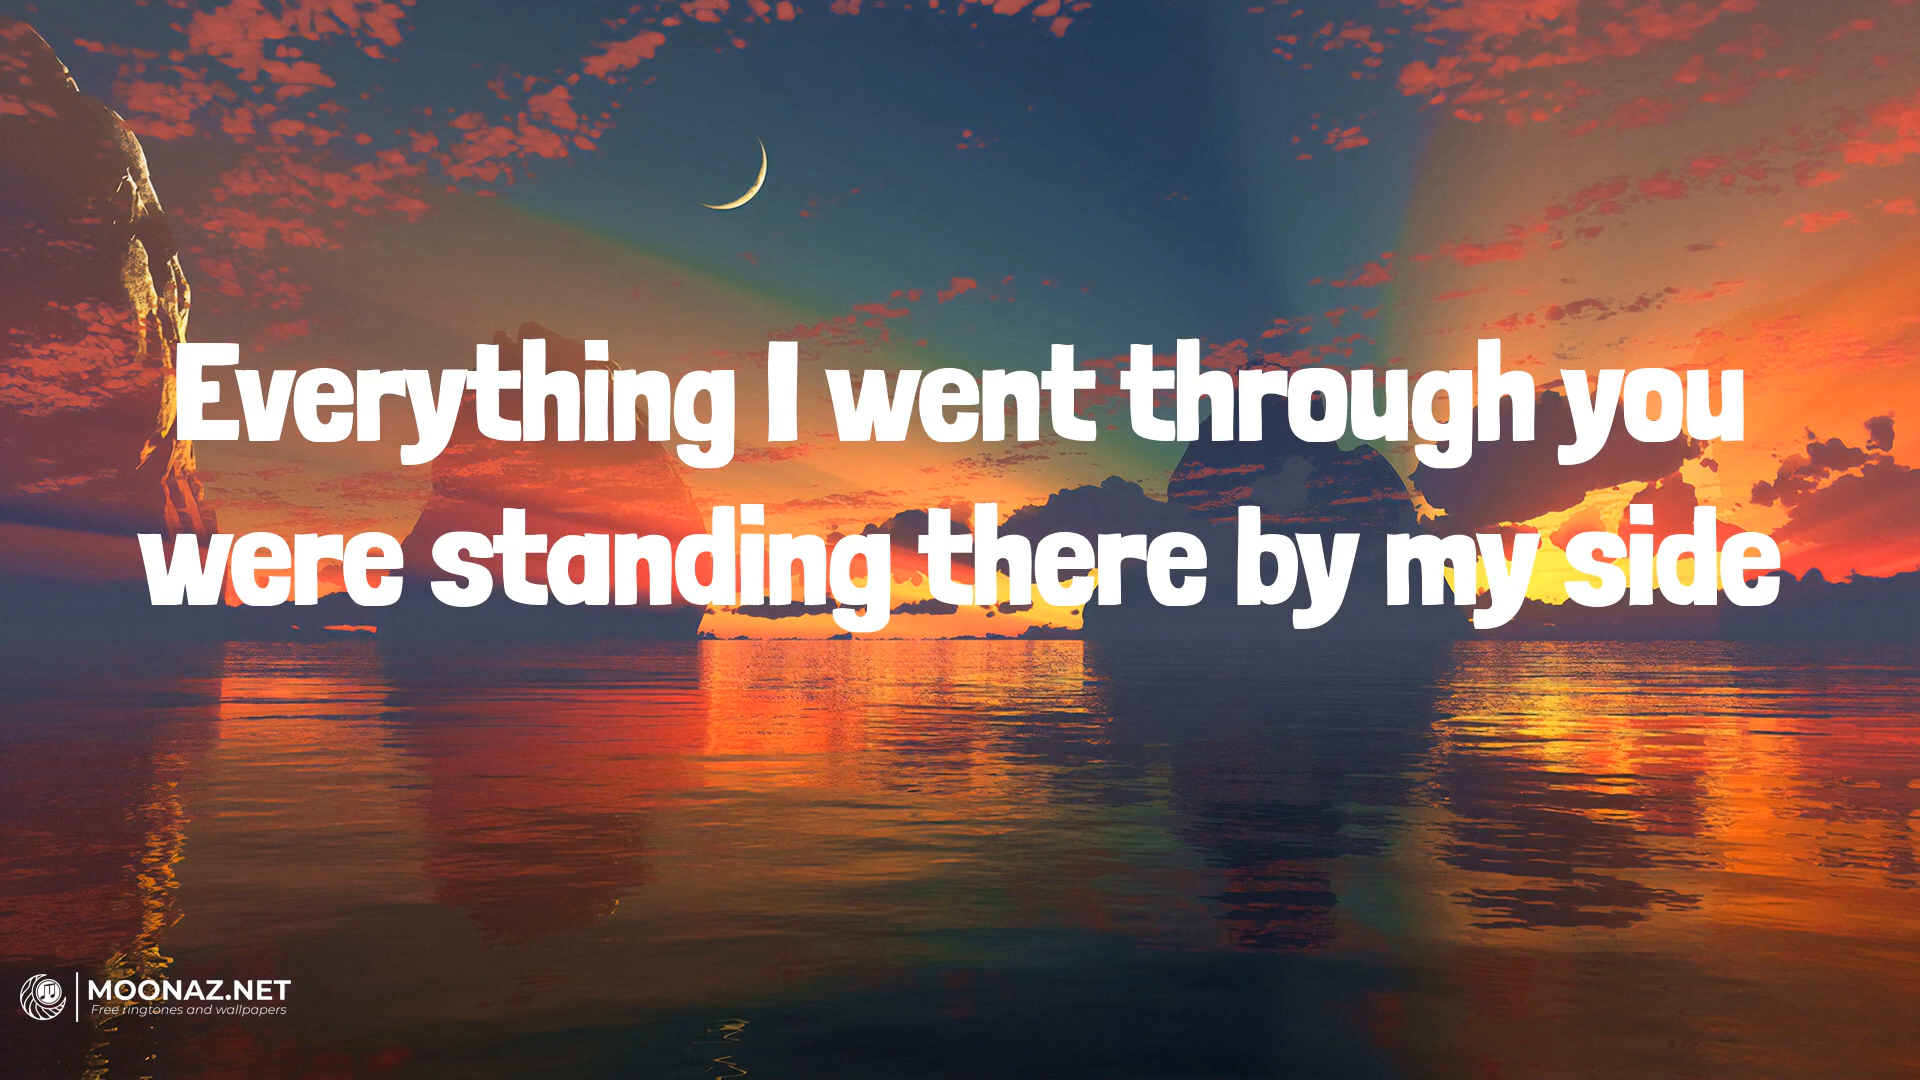 Everything I went through you
were standing there by my side
MOONAZ.NET
Free ringtones and wallpapers